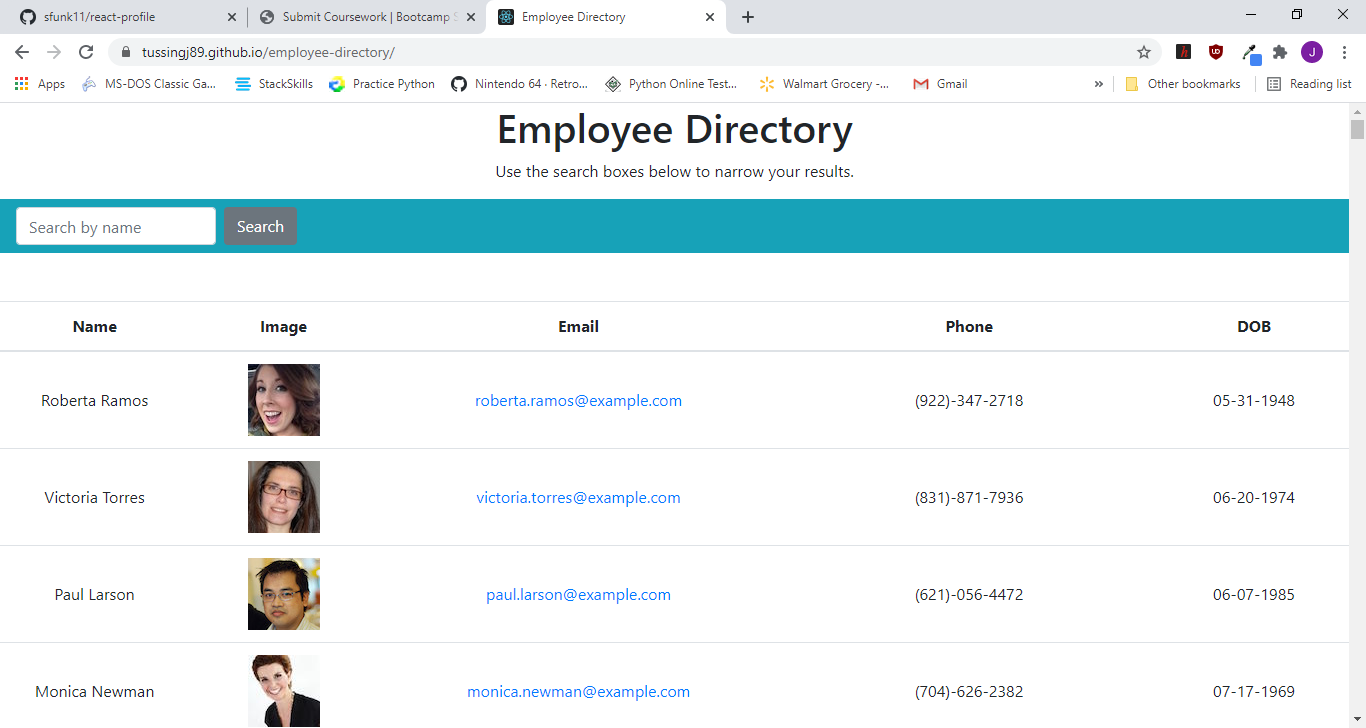 sfunk11/react-profile
Submit Coursework | Bootcamp S
Employee Directory
tussingj89.github.io/employee-directory/
J
Apps
MS-DOS Classic Ga...
StackSkills
Practice Python
Nintendo 64 · Retro...
Python Online Test...
Walmart Grocery -...
Gmail
»
Other bookmarks
Reading list
Employee Directory
Use the search boxes below to narrow your results.
Search by name Search
Name Image Email Phone DOB
Roberta Ramos roberta.ramos@example.com (922)-347-2718 05-31-1948
Victoria Torres victoria.torres@example.com (831)-871-7936 06-20-1974
Paul Larson paul.larson@example.com (621)-056-4472 06-07-1985
Monica Newman monica.newman@example.com (704)-626-2382 07-17-1969